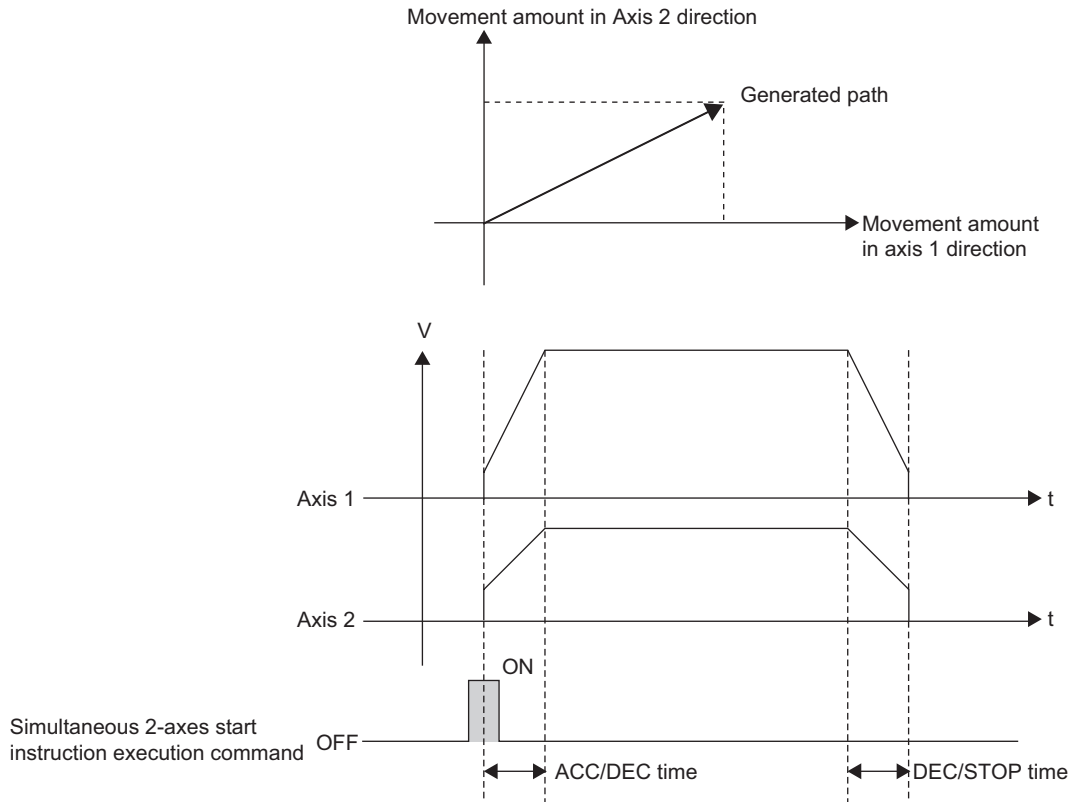 Movement amount in Axis 2 direction
Generated path
Movement amount
in axis 1 direction
V
Axis 1
t
Axis 2
t
ON
Simultaneous 2-axes start
instruction execution command
OFF
ACC/DEC time
DEC/STOP time